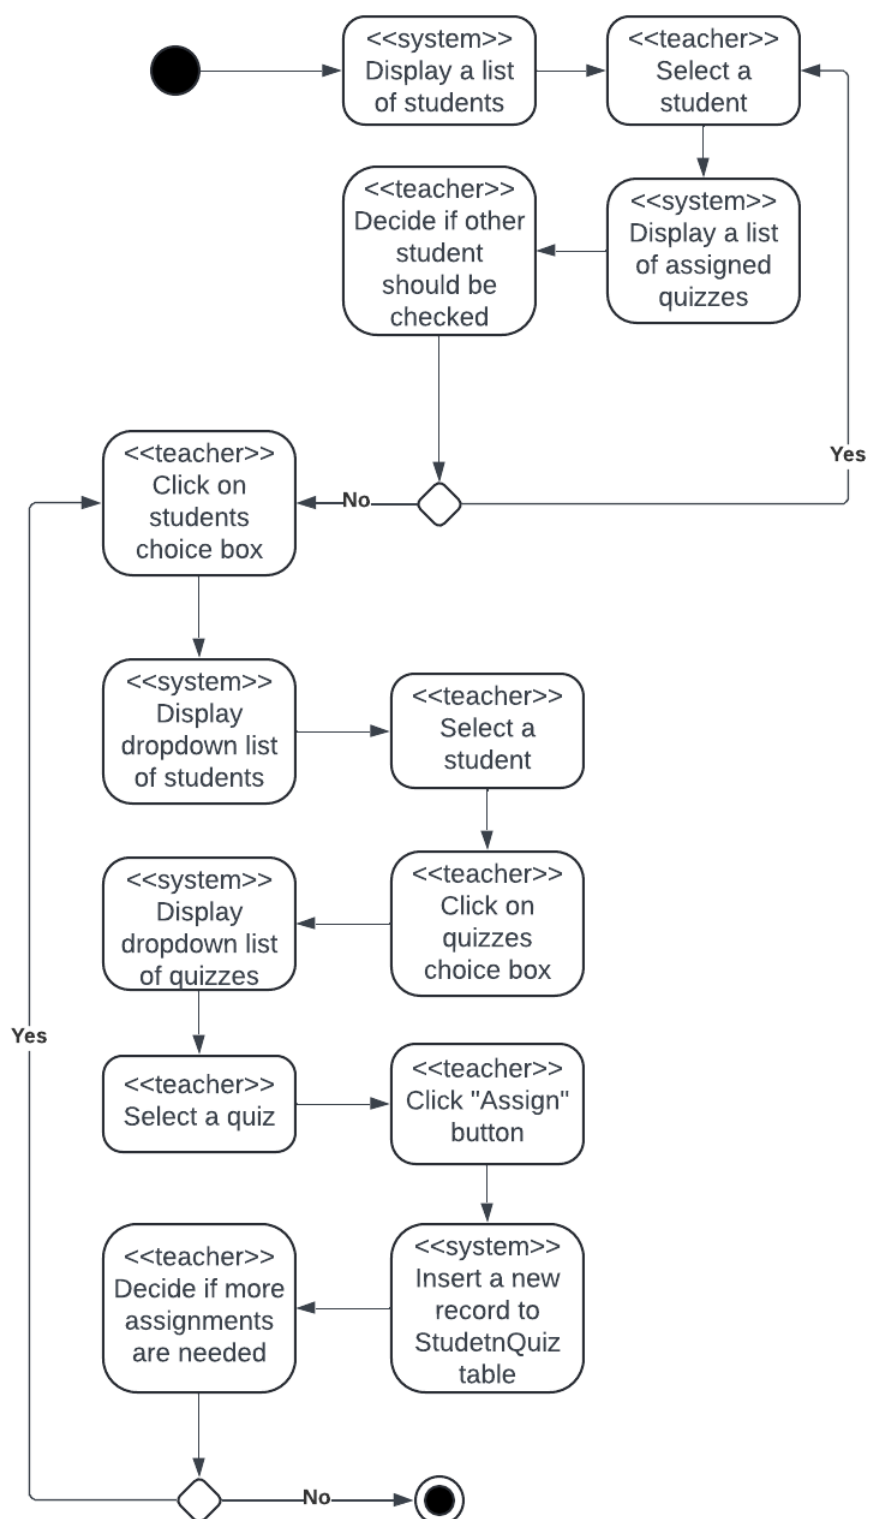 <<system>>
Display a list
of students
<<teacher>>
Select a
student
<<system>>
Display a list
of assigned
quizzes
<<teacher>>
Decide if other
student
should be
checked
Yes
No
<<teacher>>
Click on
students
choice box
<<system>>
Display
dropdown list
of students
<<teacher>>
Select a
student
<<teacher>>
Click on
quizzes
choice box
<<system>>
Display
dropdown list
of quizzes
<<teacher>>
Select a quiz
<<teacher>>
Click "Assign"
button
<<system>>
Insert a new
record to
StudetnQuiz
table
<<teacher>>
Decide if more
assignments
are needed
Yes
No